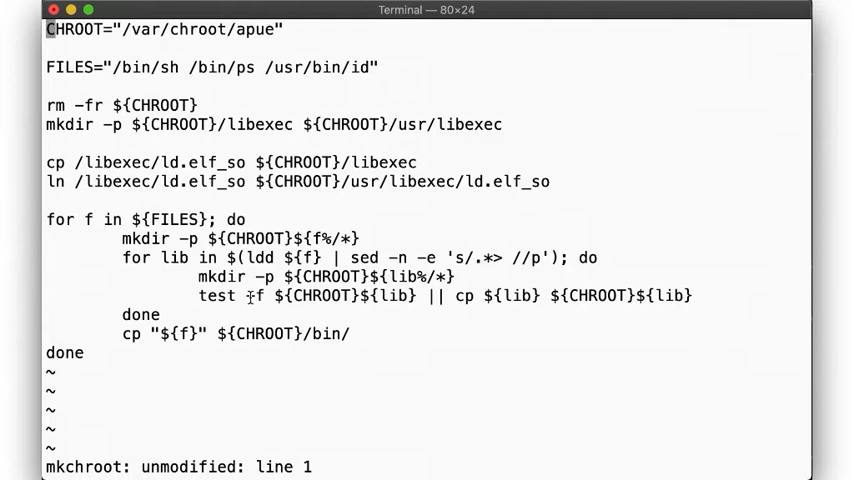 Terminal — 80×24
CHROOT="/var/chroot/apue"
FILES="/bin/sh /bin/ps /usr/bin/id"
rm -fr ${CHROOT}
mkdir -p ${CHROOT}/libexec ${CHROOT}/usr/libexec
cp /libexec/ld.elf_so ${CHROOT}/libexec
ln /libexec/ld.elf_so ${CHROOT}/usr/libexec/ld.elf_so
for f in ${FILES}; do
mkdir -p ${CHROOT}${f%/*}
for lib in $(ldd ${f} | sed -n -e 's/.*> //p'); do
mkdir -p ${CHROOT}${lib%/*}
test -f ${CHROOT}${lib} || cp ${lib} ${CHROOT}${lib}
done
cp "${f}" ${CHROOT}/bin/
done
~
~
~
~
~
mkchroot: unmodified: line 1